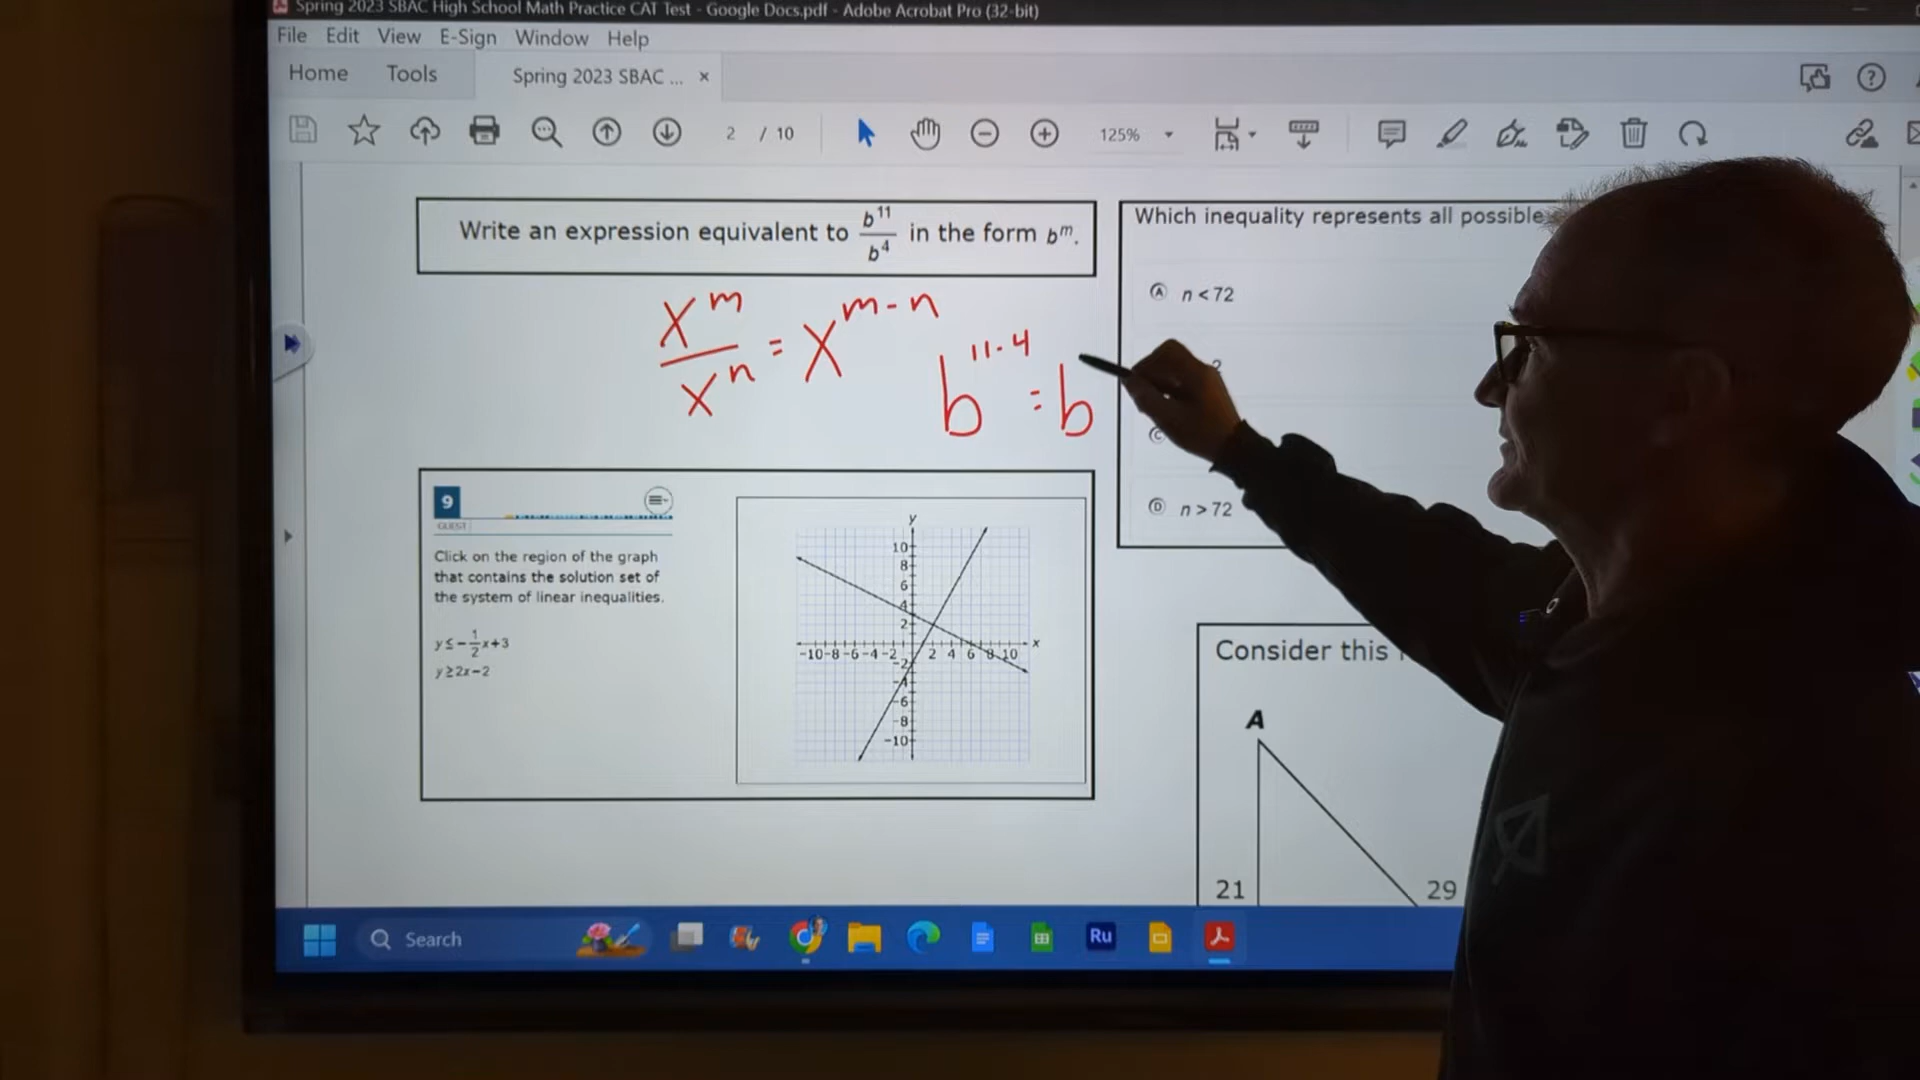 Spring 2023 SBAC High School Math Practice CAT Test - Google Docs.pdf - Adobe Acrobat Pro (32-bit)
File Edit View E-Sign Window Help
Home Tools Spring 2023 SBAC ... ×
2 / 10 125%
Write an expression equivalent to b^11/b^4 in the form b^m.
x^m/x^n = x^(m-n)
b^(11-4) = b
9
GUEST
Click on the region of the graph
that contains the solution set of
the system of linear inequalities.
y≤-1/2x+3
y≥2x-2
y
10
8
6
4
2
-10 -8 -6 -4 -2 2 4 6 8 10 x
-2
-4
-6
-8
-10
Which inequality represents all possible
A n < 72
C
D n > 72
Consider this
A
21 29
Search
Ru